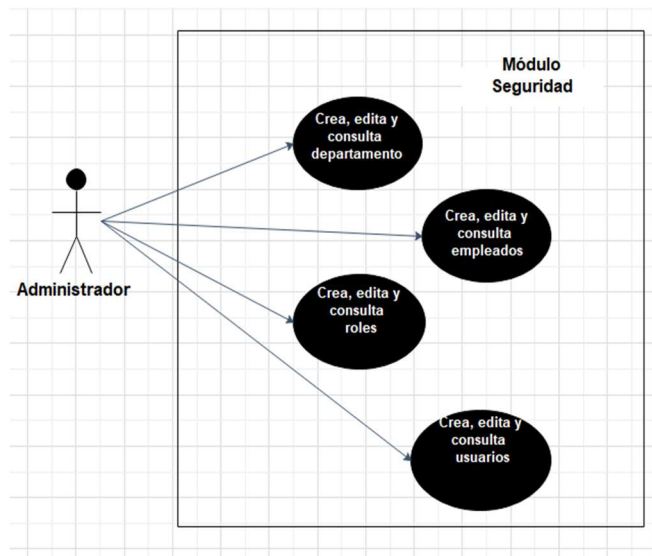 Módulo
Seguridad
Crea, edita y
consulta
departamento
Crea, edita y
consulta
empleados
Administrador
Crea, edita y
consulta
roles
Crea, edita y
consulta
usuarios